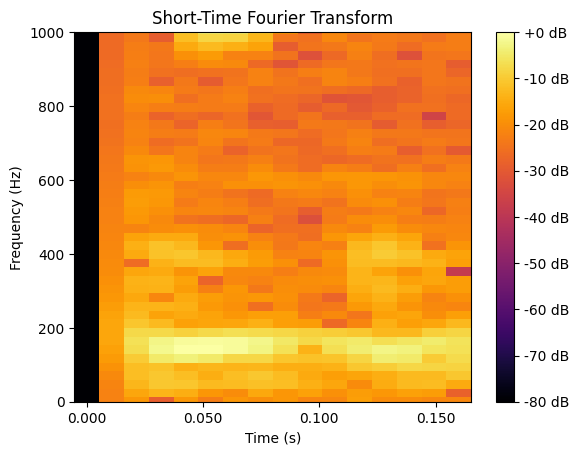 Short-Time Fourier Transform
1000
800
600
400
200
0
Frequency (Hz)
0.000
0.050
0.100
0.150
Time (s)
+0 dB
-10 dB
-20 dB
-30 dB
-40 dB
-50 dB
-60 dB
-70 dB
-80 dB